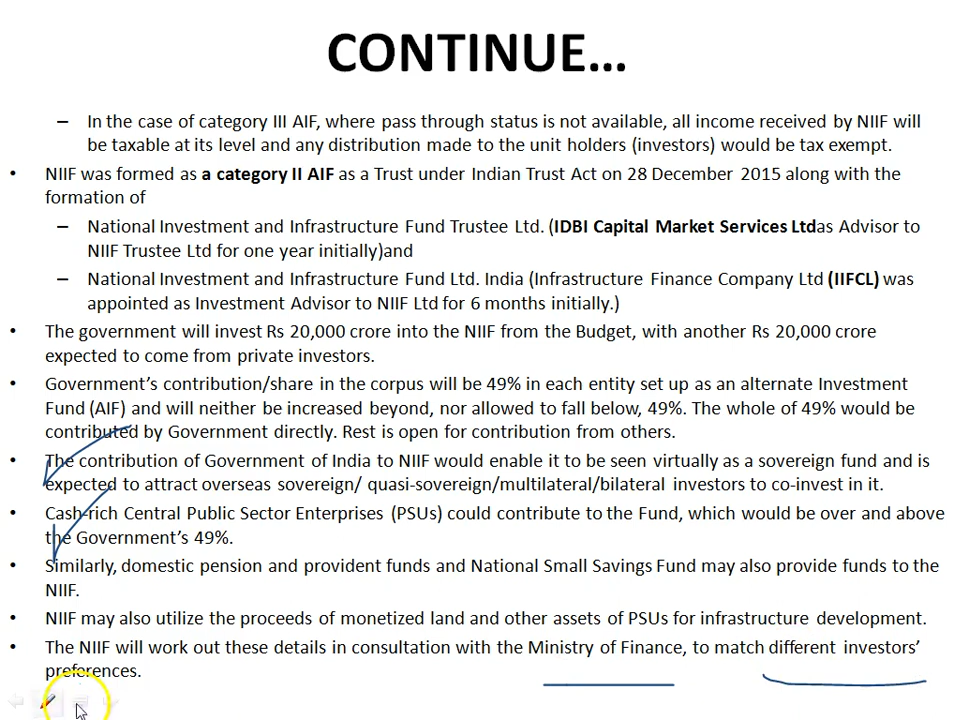 CONTINUE...
– In the case of category III AIF, where pass through status is not available, all income received by NIIF will
be taxable at its level and any distribution made to the unit holders (investors) would be tax exempt.
• NIIF was formed as a category II AIF as a Trust under Indian Trust Act on 28 December 2015 along with the
formation of
– National Investment and Infrastructure Fund Trustee Ltd. (IDBI Capital Market Services Ltdas Advisor to
NIIF Trustee Ltd for one year initially)and
– National Investment and Infrastructure Fund Ltd. India (Infrastructure Finance Company Ltd (IIFCL) was
appointed as Investment Advisor to NIIF Ltd for 6 months initially.)
• The government will invest Rs 20,000 crore into the NIIF from the Budget, with another Rs 20,000 crore
expected to come from private investors.
• Government’s contribution/share in the corpus will be 49% in each entity set up as an alternate Investment
Fund (AIF) and will neither be increased beyond, nor allowed to fall below, 49%. The whole of 49% would be
contributed by Government directly. Rest is open for contribution from others.
• The contribution of Government of India to NIIF would enable it to be seen virtually as a sovereign fund and is
expected to attract overseas sovereign/ quasi-sovereign/multilateral/bilateral investors to co-invest in it.
• Cash-rich Central Public Sector Enterprises (PSUs) could contribute to the Fund, which would be over and above
the Government’s 49%.
• Similarly, domestic pension and provident funds and National Small Savings Fund may also provide funds to the
NIIF.
• NIIF may also utilize the proceeds of monetized land and other assets of PSUs for infrastructure development.
• The NIIF will work out these details in consultation with the Ministry of Finance, to match different investors’
preferences.